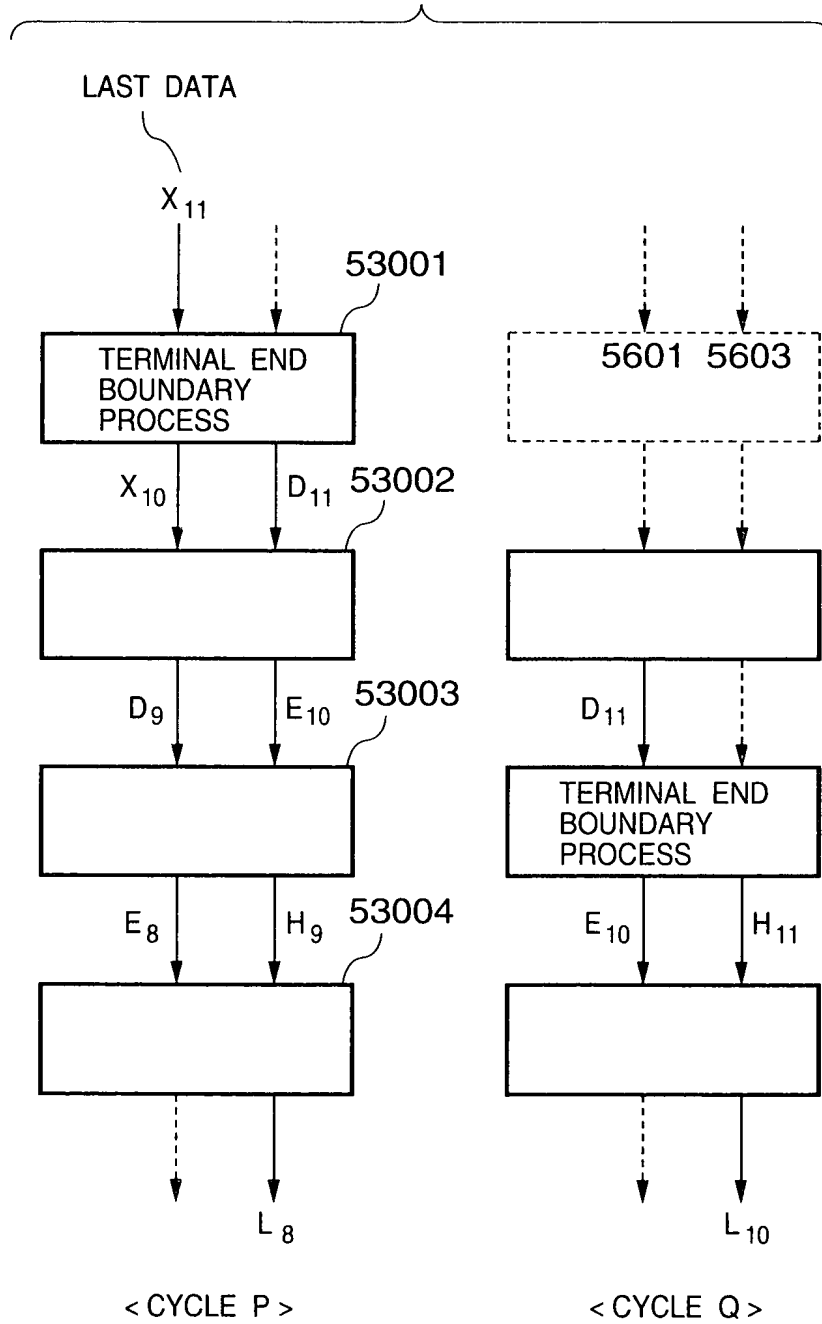 LAST DATA
X11
53001
TERMINAL END
BOUNDARY
PROCESS
5601 5603
X10 D11
53002
D9 E10
53003
D11
TERMINAL END
BOUNDARY
PROCESS
E8 H9
53004
E10 H11
L8
L10
< CYCLE P >
< CYCLE Q >